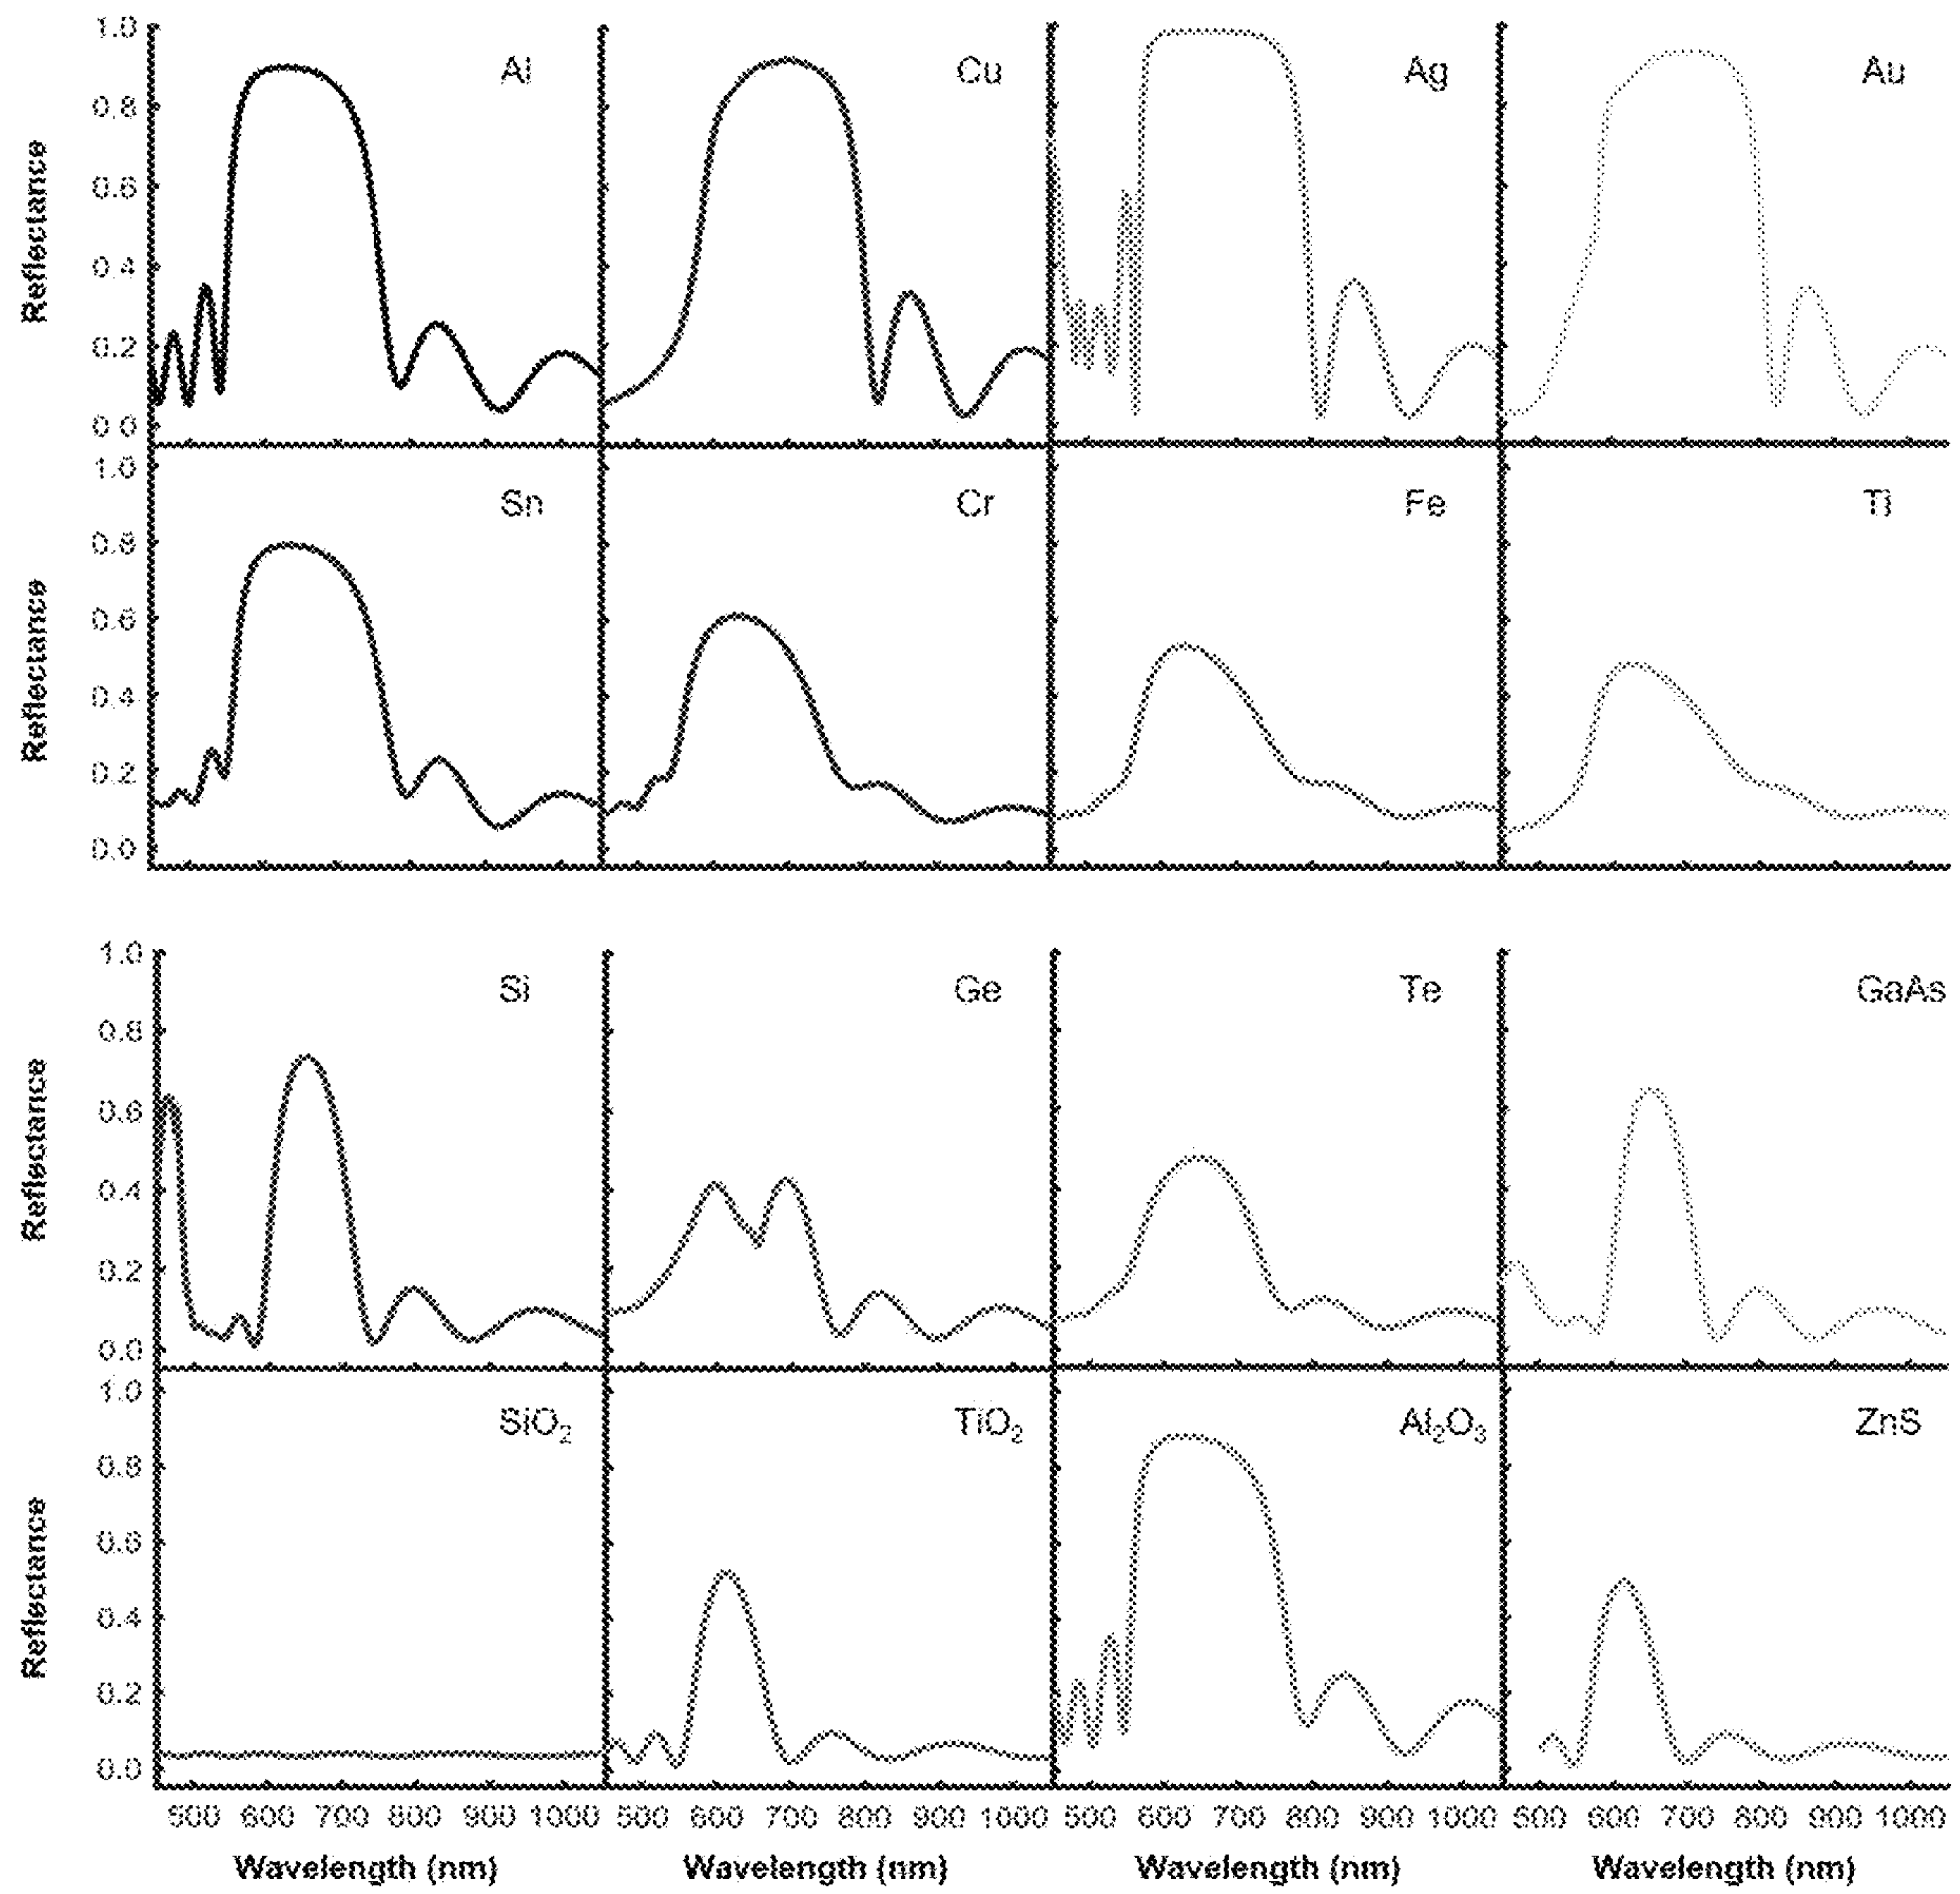 Reflectance
1.0
0.8
0.6
0.4
0.2
0.0
Al
Cu
Ag
Au
Reflectance
1.0
0.8
0.6
0.4
0.2
0.0
Sn
Cr
Fe
Ti
Reflectance
1.0
0.8
0.6
0.4
0.2
0.0
Si
Ge
Te
GaAs
Reflectance
1.0
0.8
0.6
0.4
0.2
0.0
SiO₂
TiO₂
Al₂O₃
ZnS
500 600 700 800 900 1000 500 600 700 800 900 1000 500 600 700 800 900 1000 500 600 700 800 900 1000
Wavelength (nm) Wavelength (nm) Wavelength (nm) Wavelength (nm)